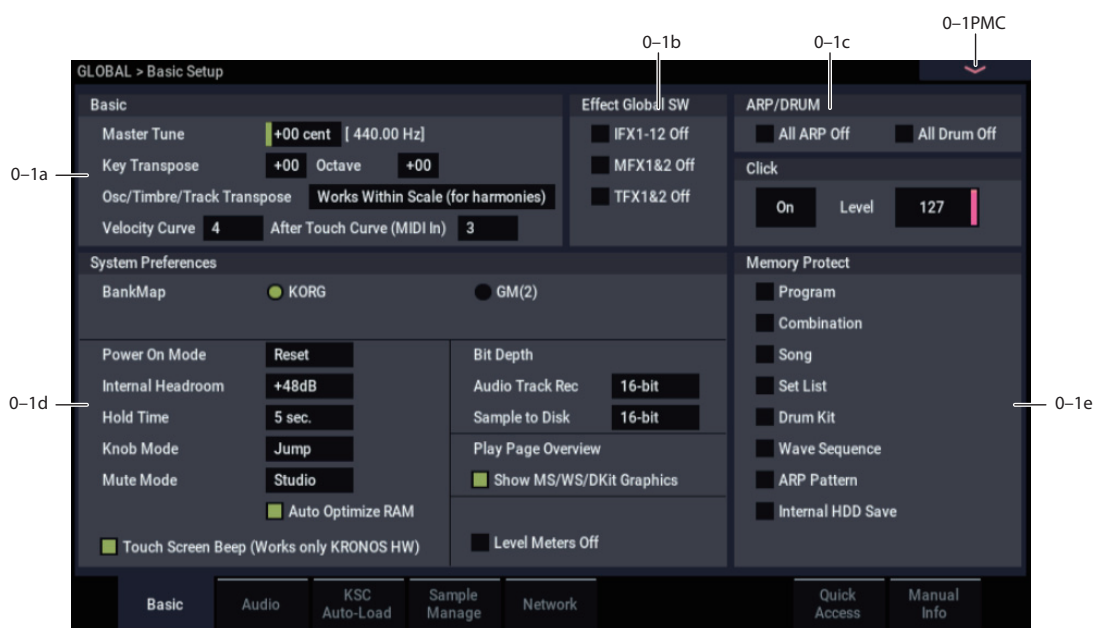 0–1PMC
0–1b
0–1c
GLOBAL > Basic Setup
Basic
Master Tune +00 cent [ 440.00 Hz]
0–1a
Key Transpose +00 Octave +00
Osc/Timbre/Track Transpose Works Within Scale (for harmonies)
Velocity Curve 4 After Touch Curve (MIDI In) 3
Effect Global SW
IFX1-12 Off
MFX1&2 Off
TFX1&2 Off
ARP/DRUM
All ARP Off All Drum Off
Click
On Level 127
System Preferences
BankMap KORG GM(2)
0–1d
Power On Mode Reset
Internal Headroom +48dB
Hold Time 5 sec.
Knob Mode Jump
Mute Mode Studio
Auto Optimize RAM
Touch Screen Beep (Works only KRONOS HW)
Bit Depth
Audio Track Rec 16-bit
Sample to Disk 16-bit
Play Page Overview
Show MS/WS/DKit Graphics
Level Meters Off
Memory Protect
Program
Combination
Song
Set List
0–1e
Drum Kit
Wave Sequence
ARP Pattern
Internal HDD Save
Basic
Audio
KSC
Auto-Load
Sample
Manage
Network
Quick
Access
Manual
Info